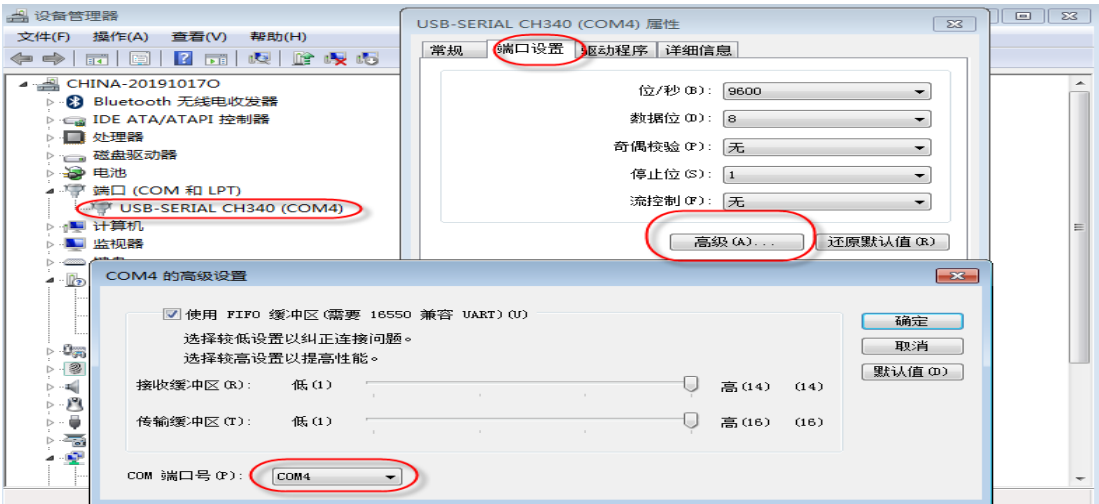 设备管理器
文件(F) 操作(A) 查看(V) 帮助(H)
CHINA-20191017O
Bluetooth 无线电收发器
IDE ATA/ATAPI 控制器
处理器
磁盘驱动器
电池
端口 (COM 和 LPT)
USB-SERIAL CH340 (COM4)
计算机
监视器
USB-SERIAL CH340 (COM4) 属性
常规 端口设置 驱动程序 详细信息
位/秒(B): 9600
数据位(D): 8
奇偶校验(P): 无
停止位(S): 1
流控制(F): 无
高级(A)... 还原默认值(R)
COM4 的高级设置
使用 FIFO 缓冲区(需要 16550 兼容 UART)(U)
选择较低设置以纠正连接问题。
选择较高设置以提高性能。
接收缓冲区(R): 低(1) 高(14) (14)
传输缓冲区(T): 低(1) 高(16) (16)
COM 端口号(P): COM4
确定
取消
默认值(D)